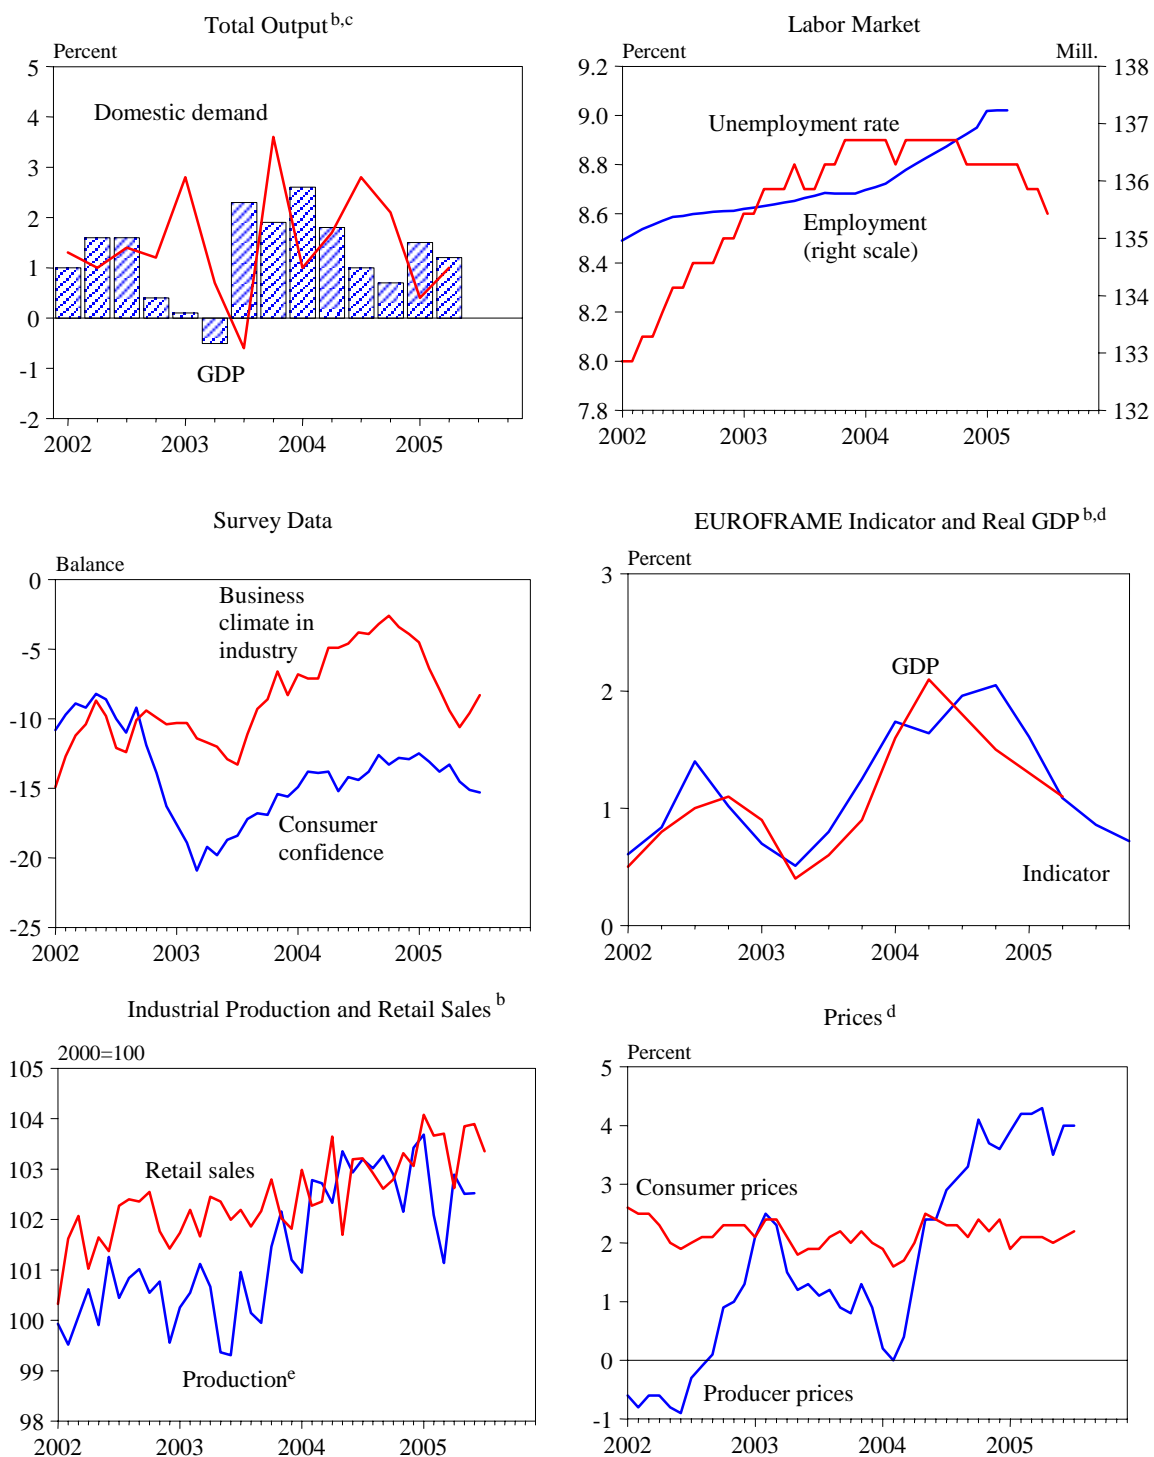 Total Output b,c
Percent
5
4
3
2
1
0
-1
-2
Domestic demand
GDP
2002 2003 2004 2005
Labor Market
Percent Mill.
9.2 138
9.0 137
8.8 136
8.6 135
8.4 134
8.2 133
8.0 132
7.8
Unemployment rate
Employment
(right scale)
2002 2003 2004 2005
Survey Data
Balance
0
-5
-10
-15
-20
-25
Business
climate in
industry
Consumer
confidence
2002 2003 2004 2005
EUROFRAME Indicator and Real GDP b,d
Percent
3
2
1
0
GDP
Indicator
2002 2003 2004 2005
Industrial Production and Retail Sales b
2000=100
105
104
103
102
101
100
99
98
Retail sales
Production e
2002 2003 2004 2005
Prices d
Percent
5
4
3
2
1
0
-1
Consumer prices
Producer prices
2002 2003 2004 2005